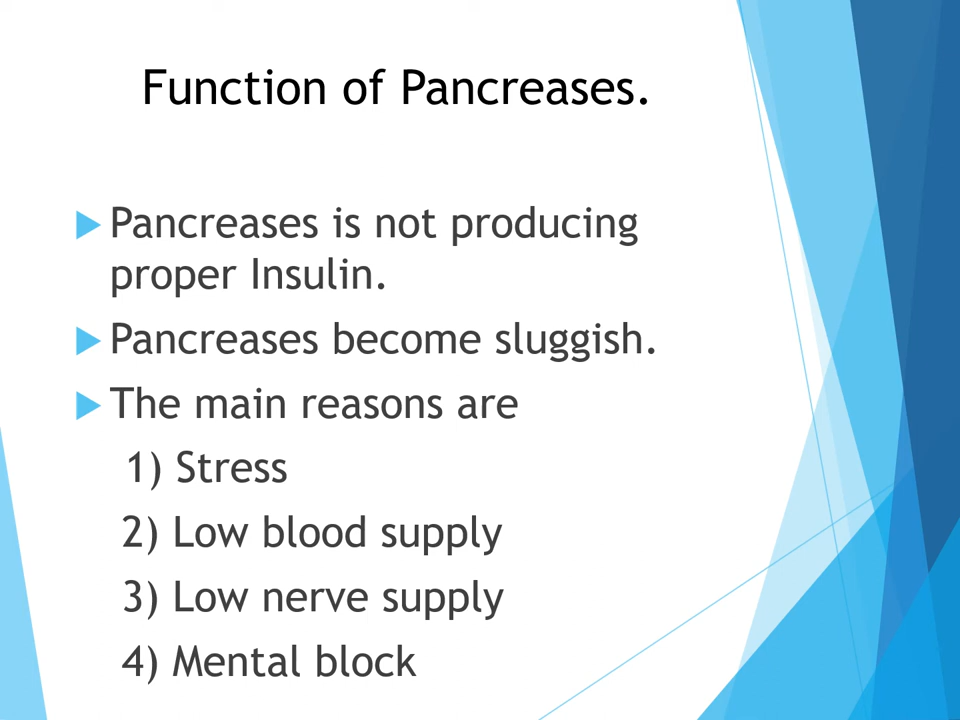 Function of Pancreases.
Pancreases is not producing
proper Insulin.
Pancreases become sluggish.
The main reasons are
1) Stress
2) Low blood supply
3) Low nerve supply
4) Mental block